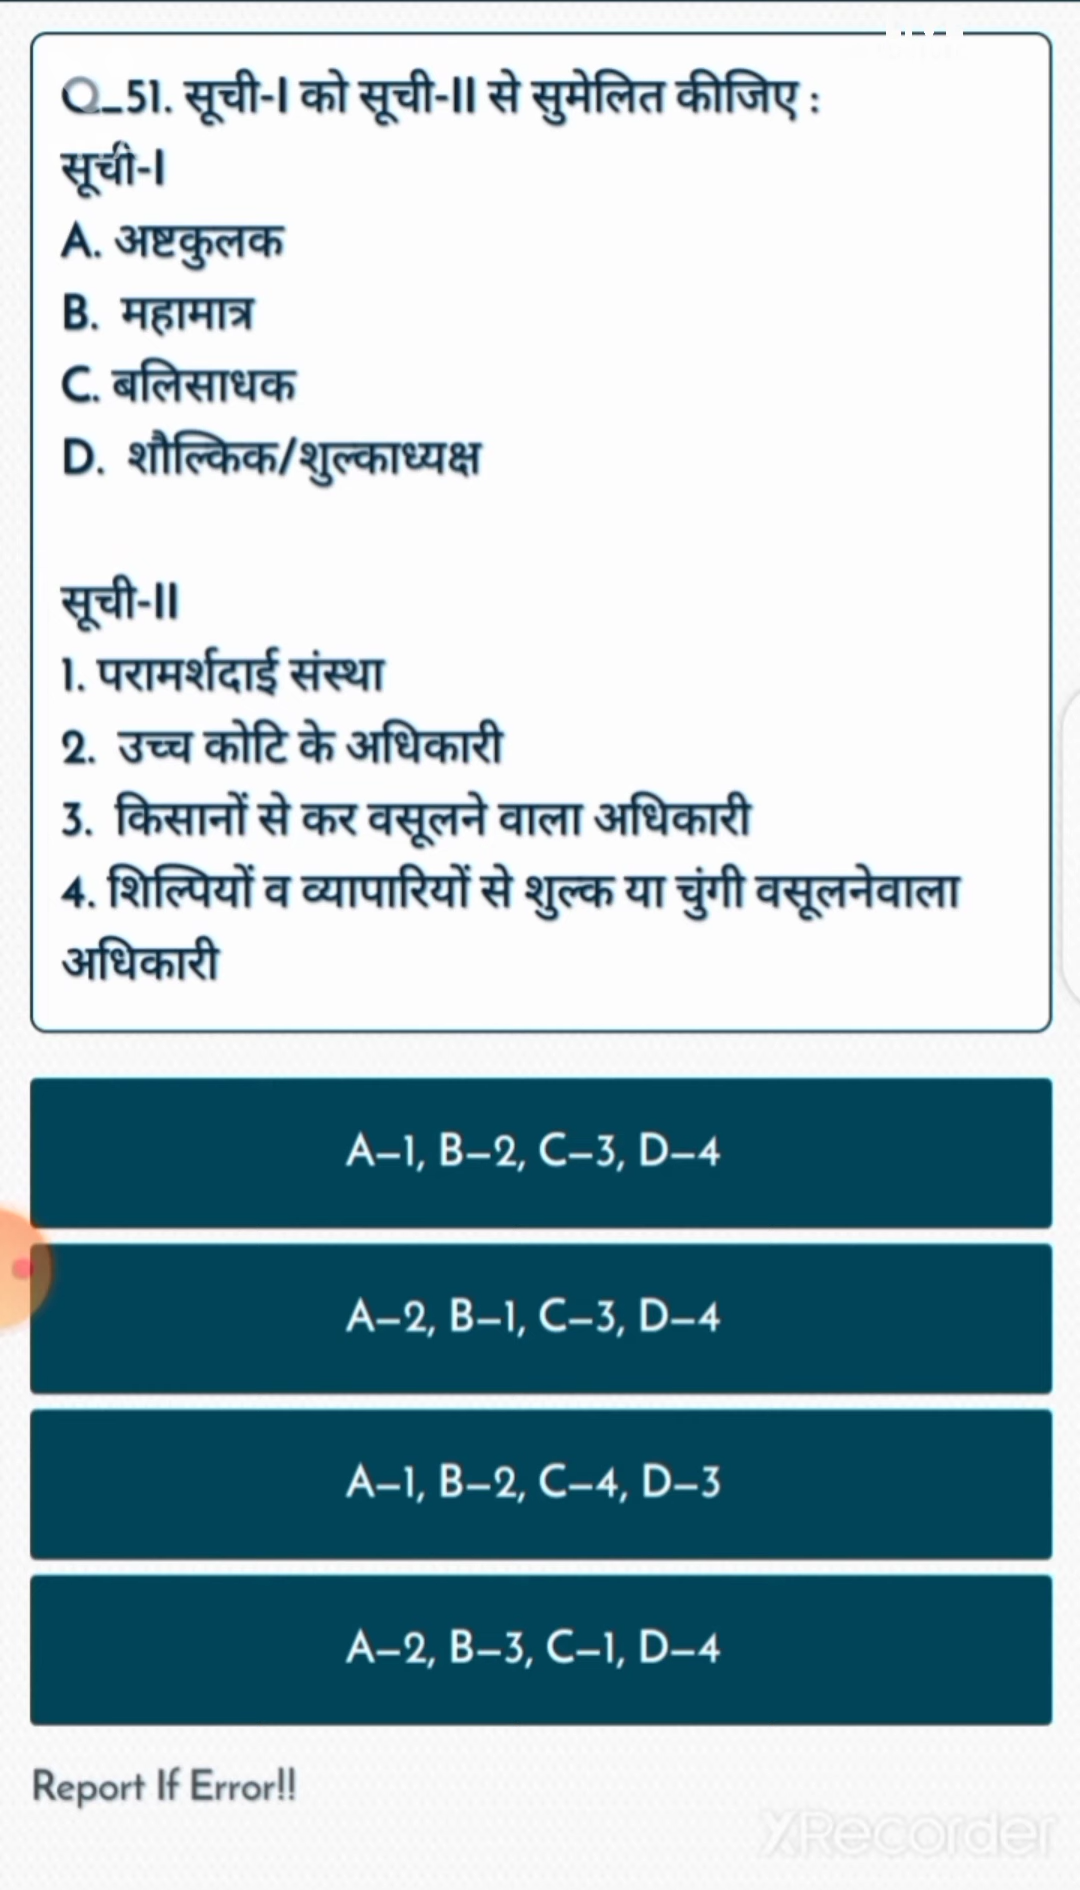 Q_51. सूची-I को सूची-II से सुमेलित कीजिए :
सूची-I
A. अष्टकुलक
B. महामात्र
C. बलिसाधक
D. शौल्किक/शुल्काध्यक्ष
सूची-II
1. परामर्शदाई संस्था
2. उच्च कोटि के अधिकारी
3. किसानों से कर वसूलने वाला अधिकारी
4. शिल्पियों व व्यापारियों से शुल्क या चुंगी वसूलनेवाला
अधिकारी
A–1, B–2, C–3, D–4
A–2, B–1, C–3, D–4
A–1, B–2, C–4, D–3
A–2, B–3, C–1, D–4
Report If Error!!
XRecorder